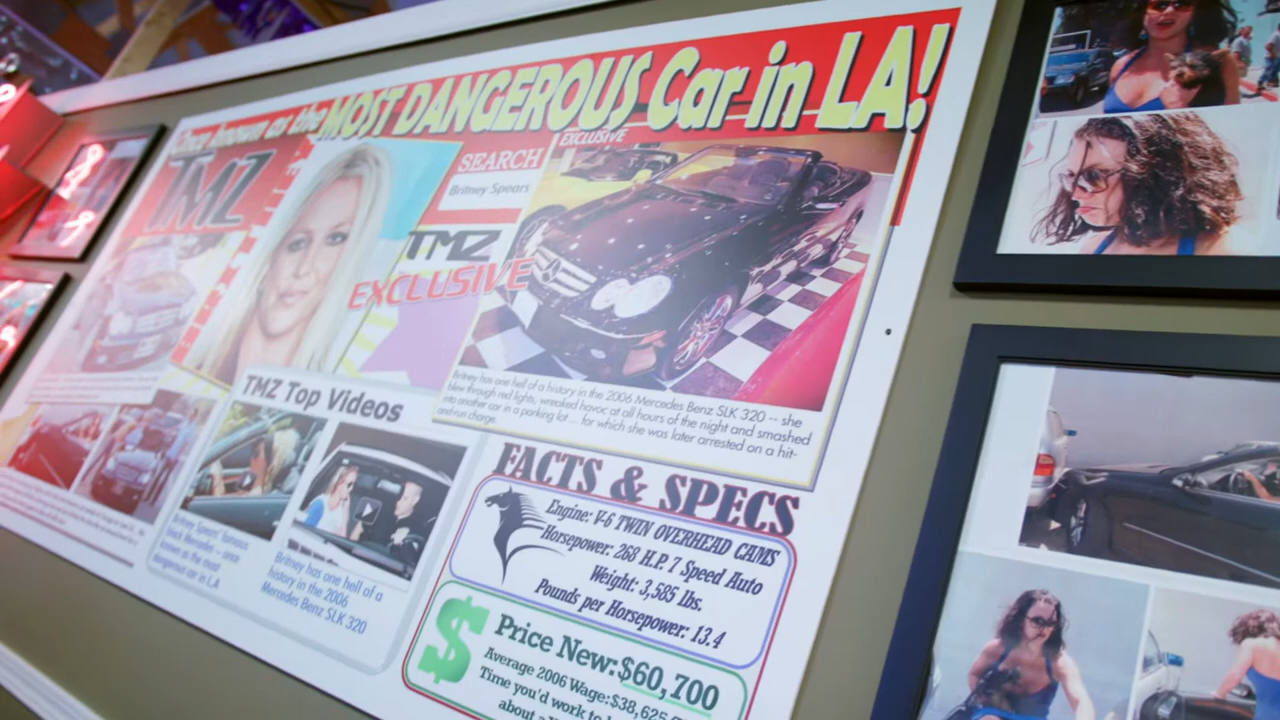 Once known as the MOST DANGEROUS Car in LA!
TMZ
SEARCH
Britney Spears
TMZ
EXCLUSIVE
EXCLUSIVE
Britney has one hell of a history in the 2006 Mercedes Benz SLK 320 -- she
blew through red lights, wreaked havoc at all hours of the night and smashed
into another car in a parking lot ... for which she was later arrested on a hit-
and-run charge.
TMZ Top Videos
Britney Spears' famous
black Mercedes - once
known as the most
dangerous car in LA
Britney has one hell of a
history in the 2006
Mercedes Benz SLK 320
FACTS & SPECS
Engine: V-6 TWIN OVERHEAD CAMS
Horsepower: 268 H.P. 7 Speed Auto
Weight: 3,585 lbs.
Pounds per Horsepower: 13.4
$
Price New:$60,700
Average 2006 Wage:$38,625
Time you'd work to
about a